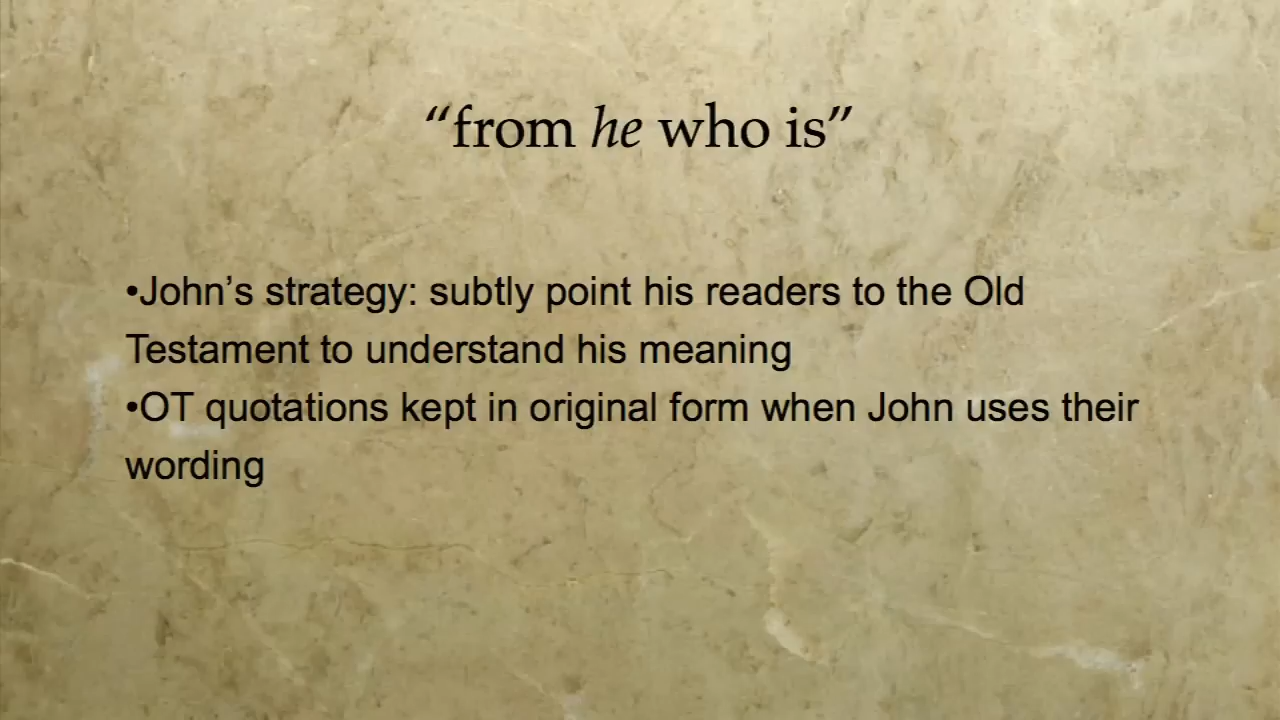 “from he who is”
•John’s strategy: subtly point his readers to the Old
Testament to understand his meaning
•OT quotations kept in original form when John uses their
wording